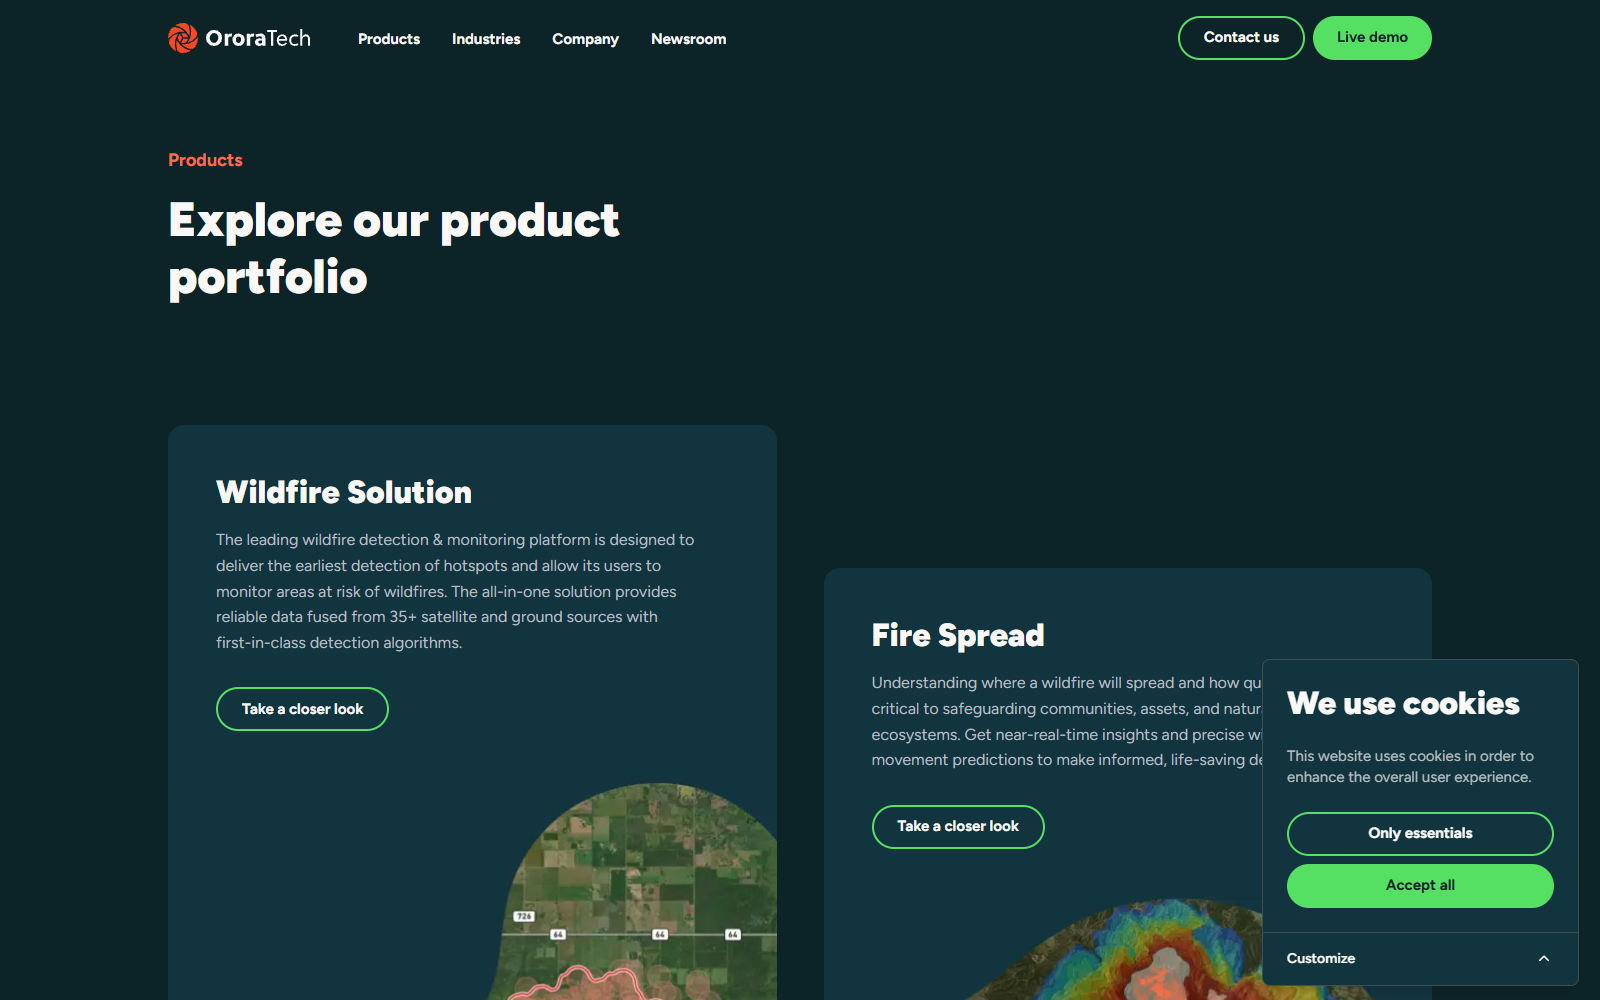 OroraTech
Products
Industries
Company
Newsroom
Contact us
Live demo
Products
Explore our product
portfolio
Wildfire Solution
The leading wildfire detection & monitoring platform is designed to
deliver the earliest detection of hotspots and allow its users to
monitor areas at risk of wildfires. The all-in-one solution provides
reliable data fused from 35+ satellite and ground sources with
first-in-class detection algorithms.
Take a closer look
726
64
64
64
Fire Spread
Understanding where a wildfire will spread and how
critical to safeguarding communities, assets, and
ecosystems. Get near-real-time insights and precise
movement predictions to make informed, life-saving
Take a closer look
We use cookies
This website uses cookies in order to
enhance the overall user experience.
Only essentials
Accept all
Customize